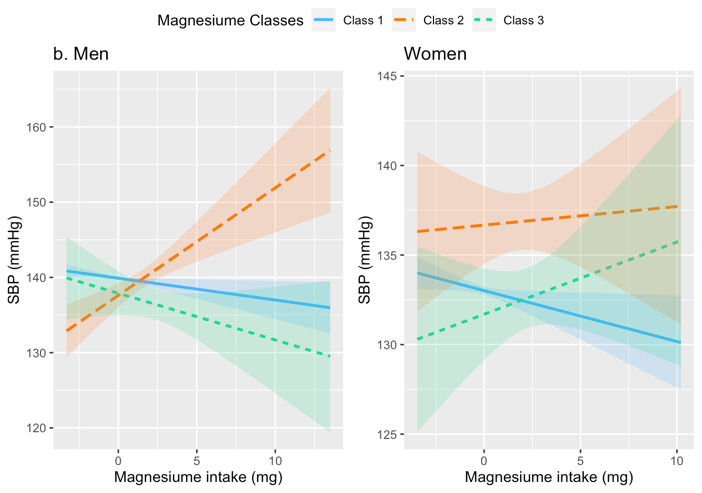 Magnesiume Classes Class 1 Class 2 Class 3
b. Men
Women
SBP (mmHg)
160
150
140
130
120
0 5 10
Magnesiume intake (mg)
SBP (mmHg)
145
140
135
130
125
0 5 10
Magnesiume intake (mg)